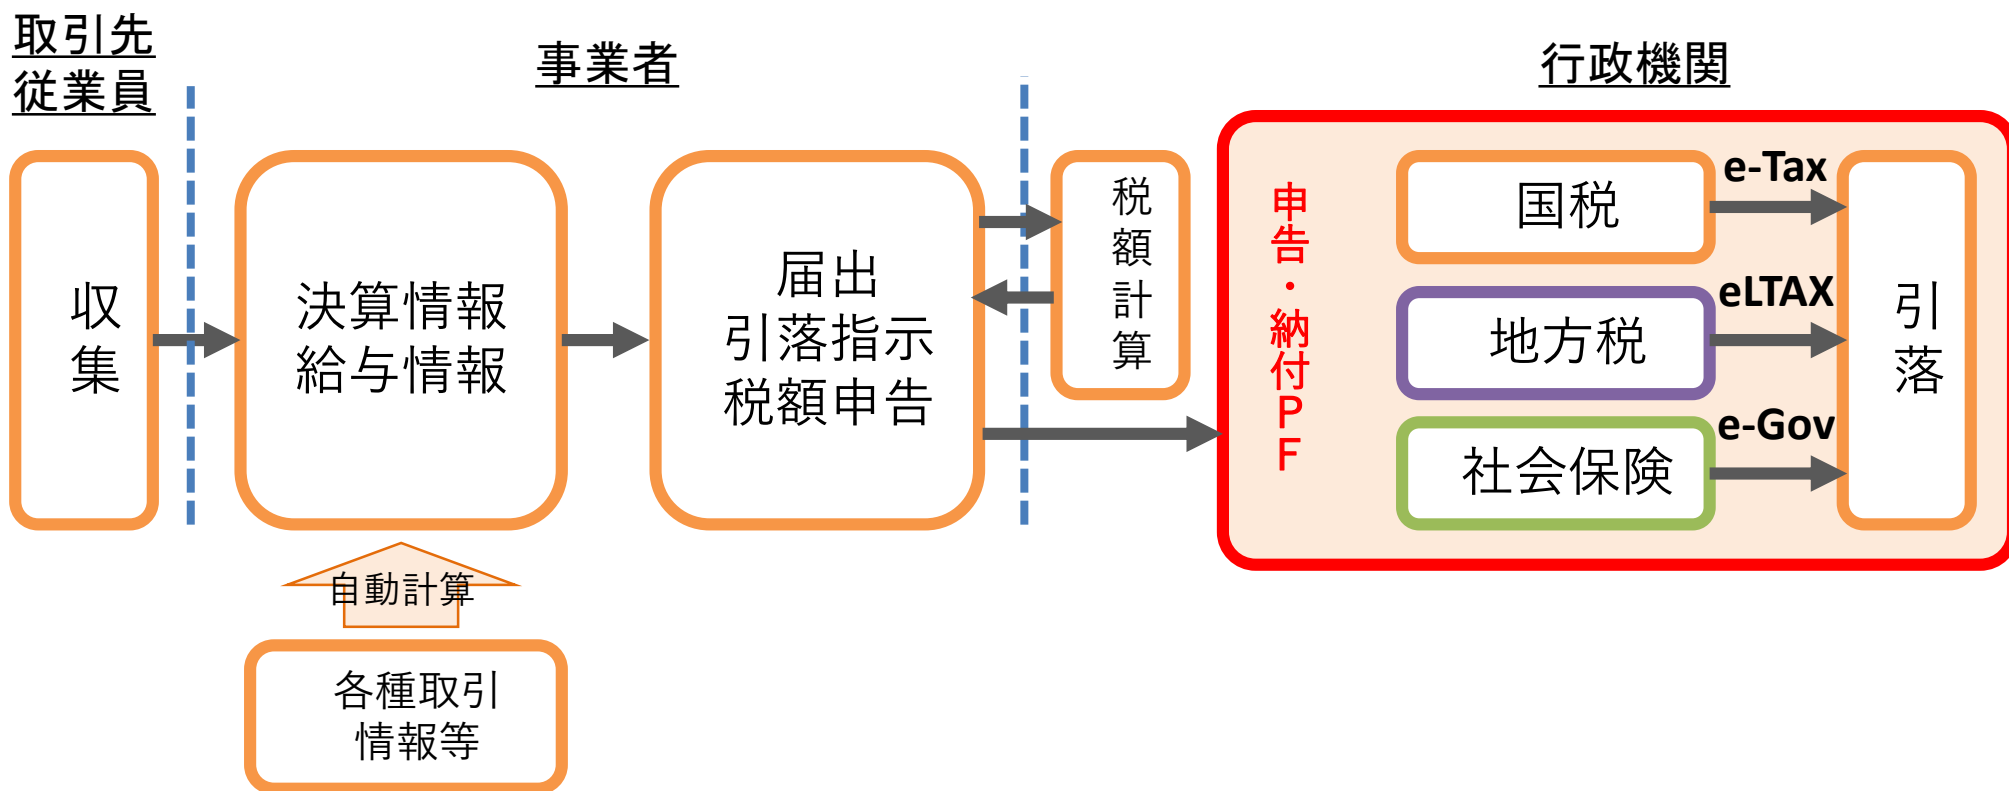 取引先
従業員
事業者
行政機関
収
集
決算情報
給与情報
届出
引落指示
税額申告
税
額
計
算
申告・納付ＰＦ
国税
e-Tax
地方税
eLTAX
社会保険
e-Gov
引
落
自動計算
各種取引
情報等